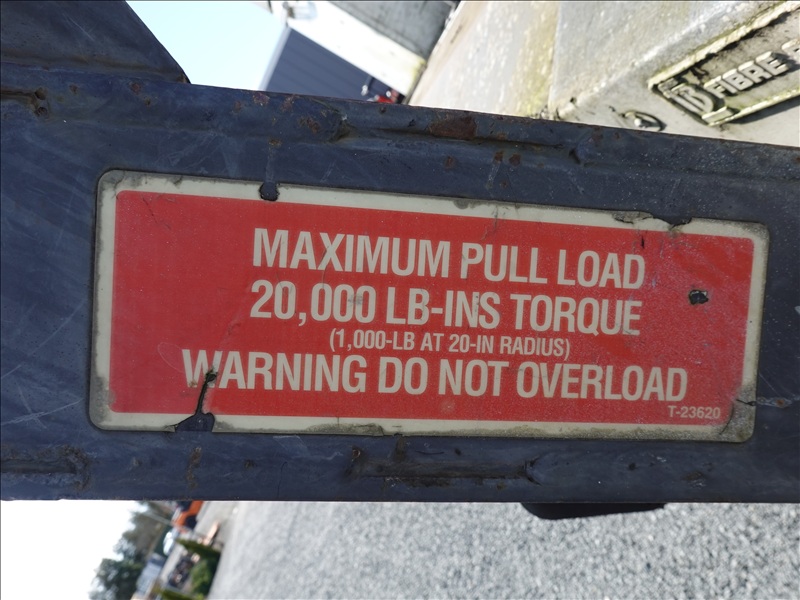 MAXIMUM PULL LOAD
20,000 LB-INS TORQUE
(1,000-LB AT 20-IN RADIUS)
WARNING DO NOT OVERLOAD
T-23620
FIBRE